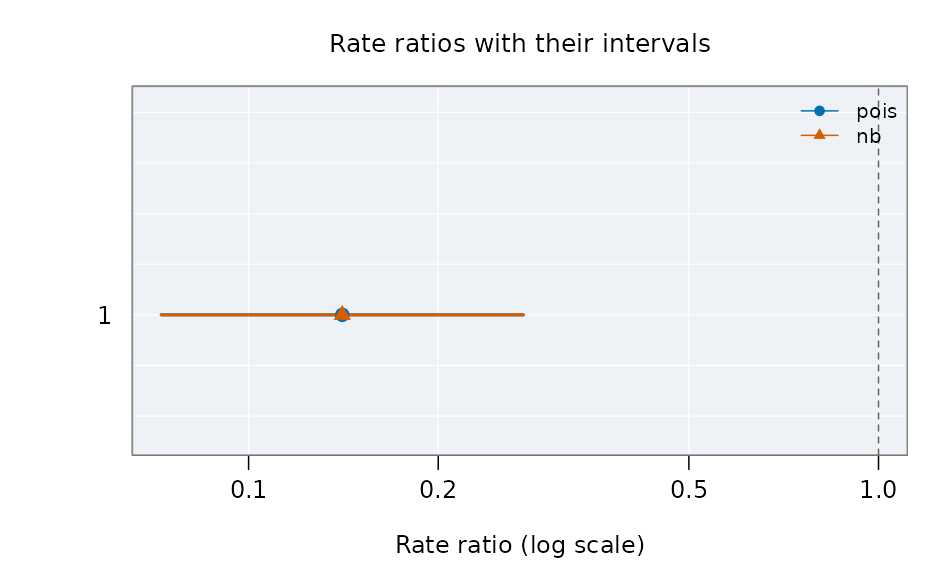 Rate ratios with their intervals
pois
nb
1
0.1 0.2 0.5 1.0
Rate ratio (log scale)